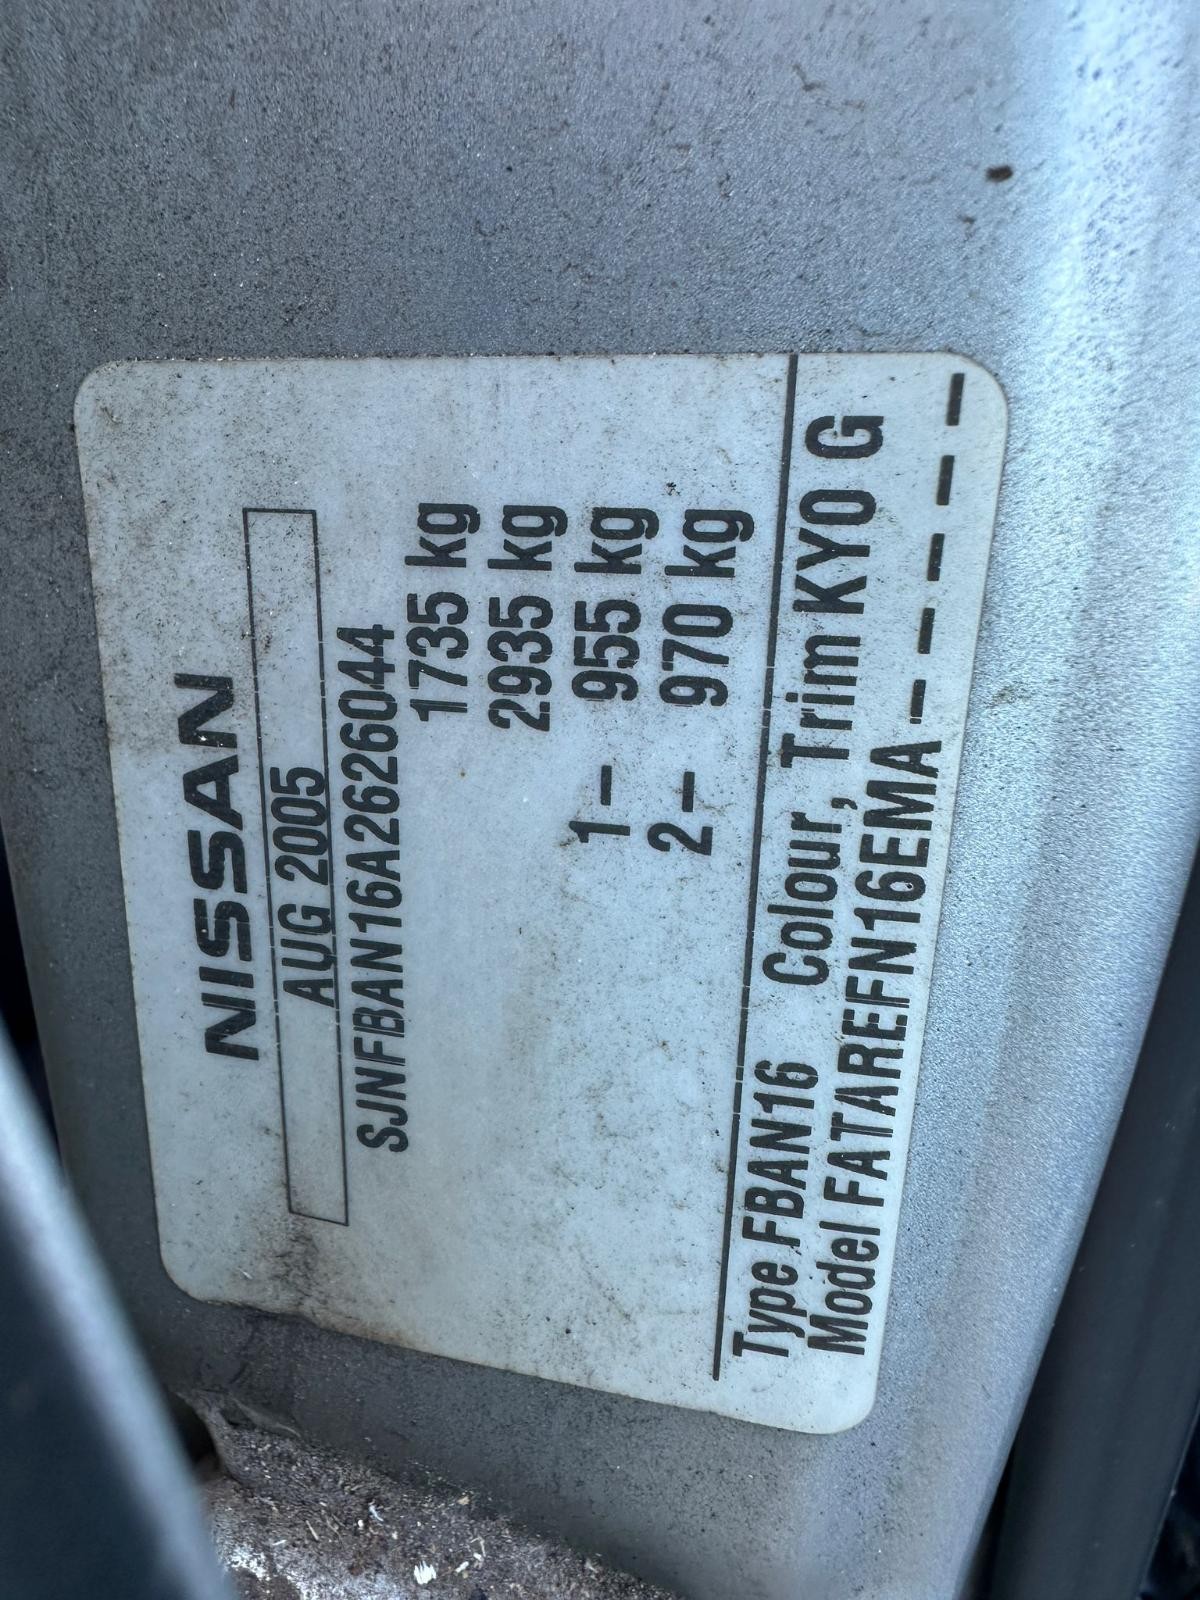 NISSAN
AUG 2005
SJNFBAN16A2626044
1735 kg
2935 kg
1- 955 kg
2- 970 kg
Type FBAN16 Colour, Trim KY0 G
Model FATAREFN16EMA-----